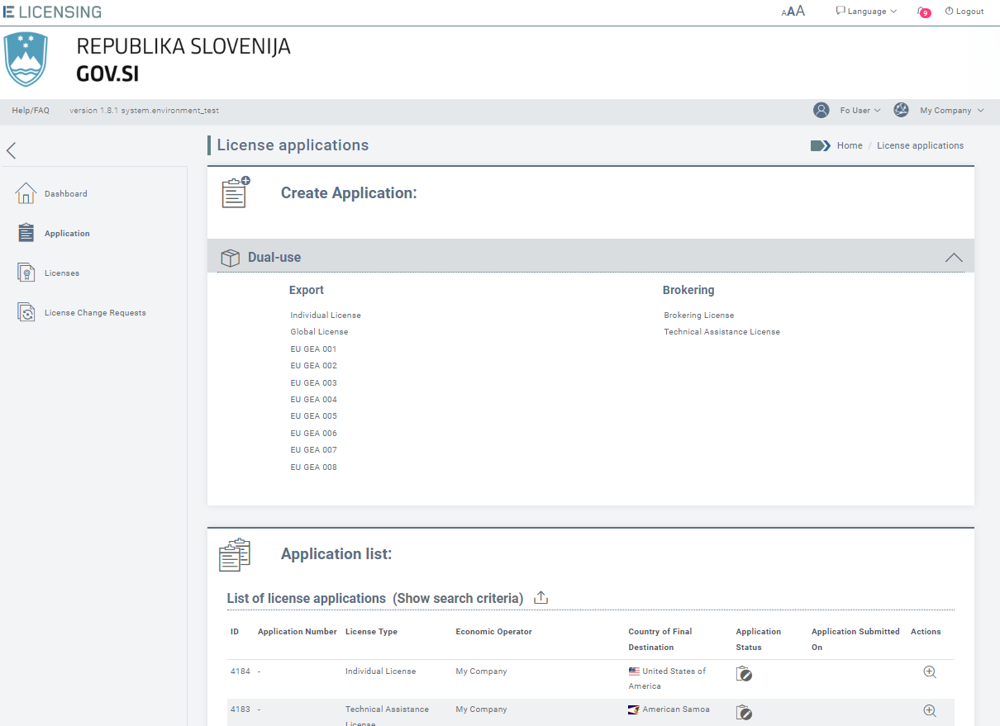 E LICENSING
AAA
Language
9
Logout
REPUBLIKA SLOVENIJA
GOV.SI
Help/FAQ
version 1.8.1 system.environment_test
Fo User
My Company
License applications
Home / License applications
Dashboard
Application
Licenses
License Change Requests
Create Application:
Dual-use
Export
Individual License
Global License
EU GEA 001
EU GEA 002
EU GEA 003
EU GEA 004
EU GEA 005
EU GEA 006
EU GEA 007
EU GEA 008
Brokering
Brokering License
Technical Assistance License
Application list:
List of license applications (Show search criteria)
ID Application Number License Type Economic Operator Country of Final Application Application Submitted Actions
Destination Status On
4184 - Individual License My Company United States of
America
4183 - Technical Assistance My Company American Samoa
License